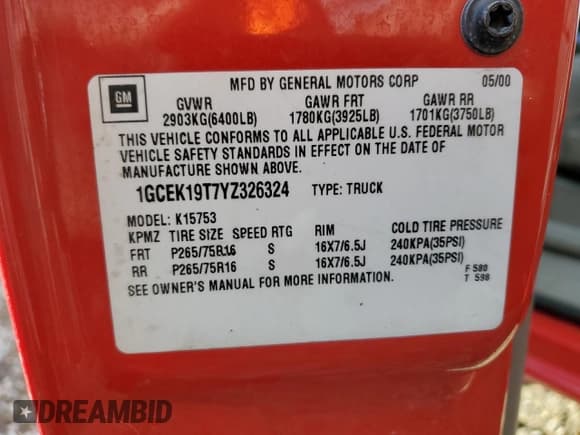 GM
MFD BY GENERAL MOTORS CORP 05/00
GVWR GAWR FRT GAWR RR
2903KG(6400LB) 1780KG(3925LB) 1701KG(3750LB)
THIS VEHICLE CONFORMS TO ALL APPLICABLE U.S. FEDERAL MOTOR
VEHICLE SAFETY STANDARDS IN EFFECT ON THE DATE OF
MANUFACTURE SHOWN ABOVE.
1GCEK19T7YZ326324 TYPE: TRUCK
MODEL: K15753
KPMZ TIRE SIZE SPEED RTG RIM COLD TIRE PRESSURE
FRT P265/75R16 S 16X7/6.5J 240KPA(35PSI)
RR P265/75R16 S 16X7/6.5J 240KPA(35PSI)
SEE OWNER'S MANUAL FOR MORE INFORMATION.
F 580
T 598
DREAMBID